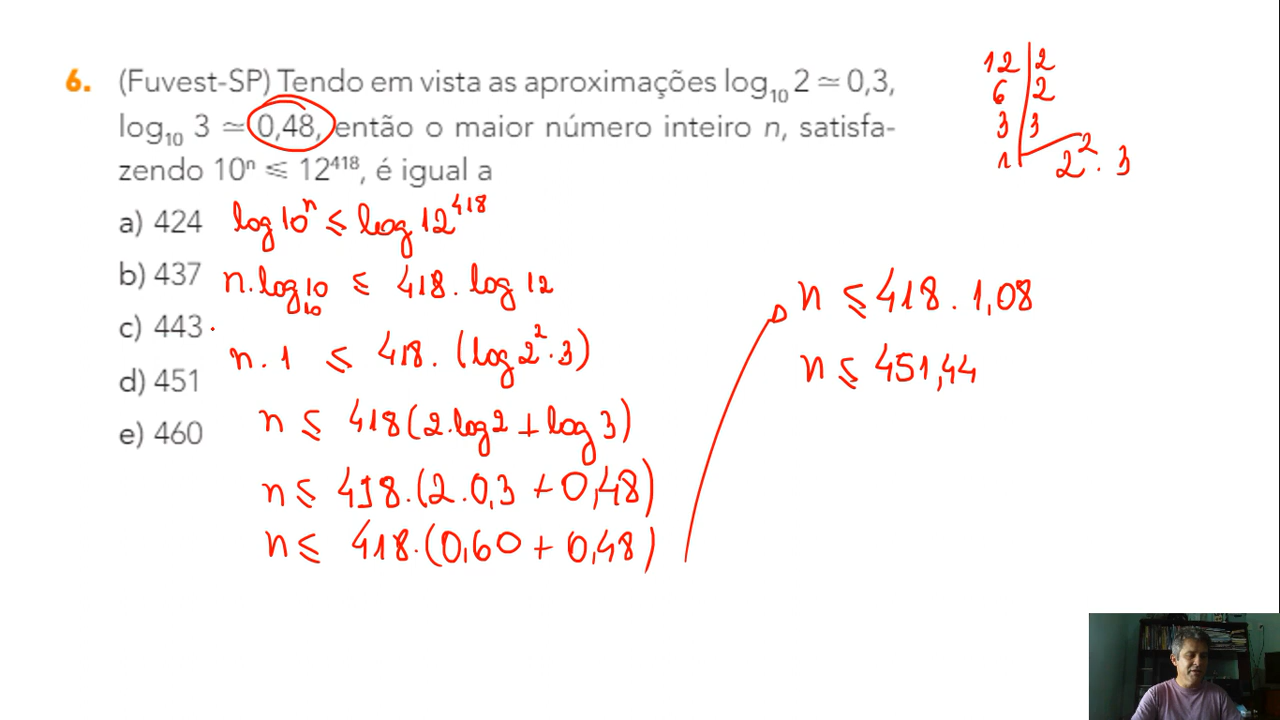 6. (Fuvest-SP) Tendo em vista as aproximações log₁₀ 2 ≃ 0,3,
log₁₀ 3 ≃ 0,48, então o maior número inteiro n, satisfa-
zendo 10ⁿ ⩽ 12⁴¹⁸, é igual a
a) 424
b) 437
c) 443
d) 451
e) 460
log 10ⁿ ≤ log 12⁴¹⁸
n . log₁₀ 10 ≤ 418 . log 12
n . 1 ≤ 418 . (log 2² . 3)
n ≤ 418 (2 . log 2 + log 3)
n ≤ 418 . (2 . 0,3 + 0,48)
n ≤ 418 . (0,60 + 0,48)
n ≤ 418 . 1,08
n ≤ 451,44
12 | 2
6 | 2
3 | 3
1
2² . 3